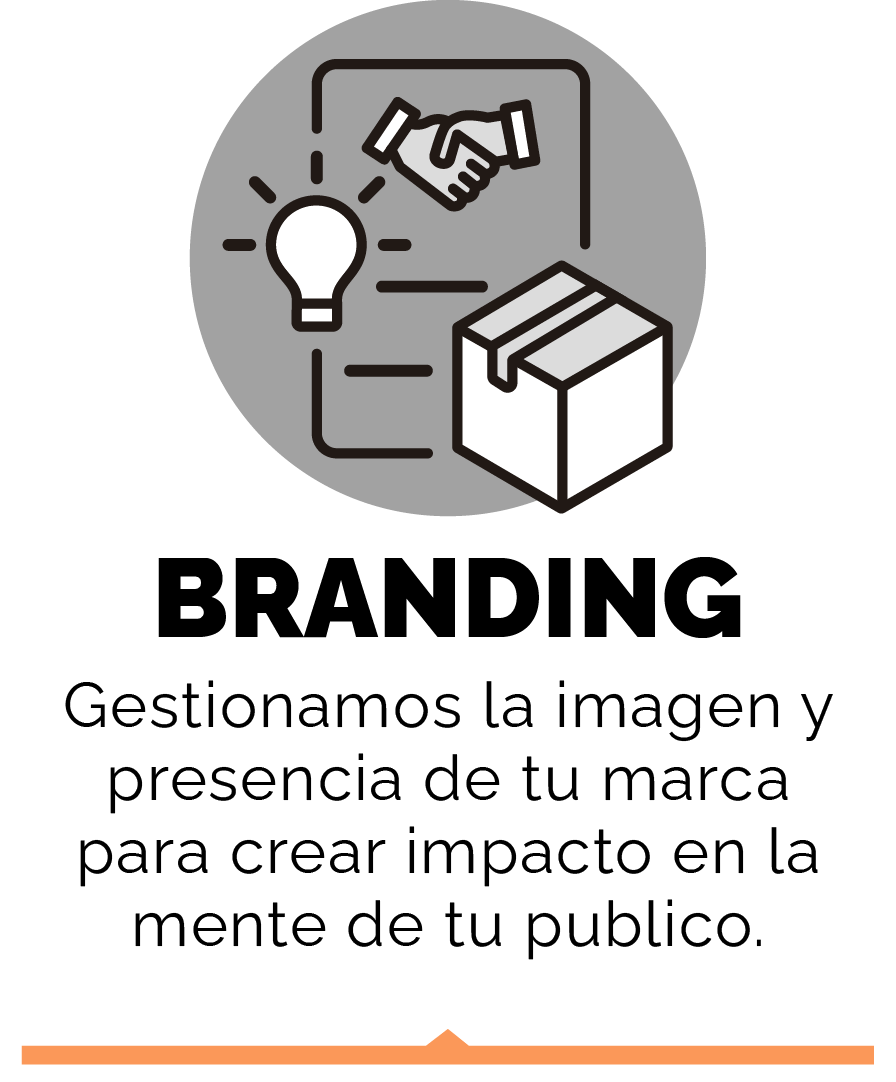 BRANDING
Gestionamos la imagen y
presencia de tu marca
para crear impacto en la
mente de tu publico.